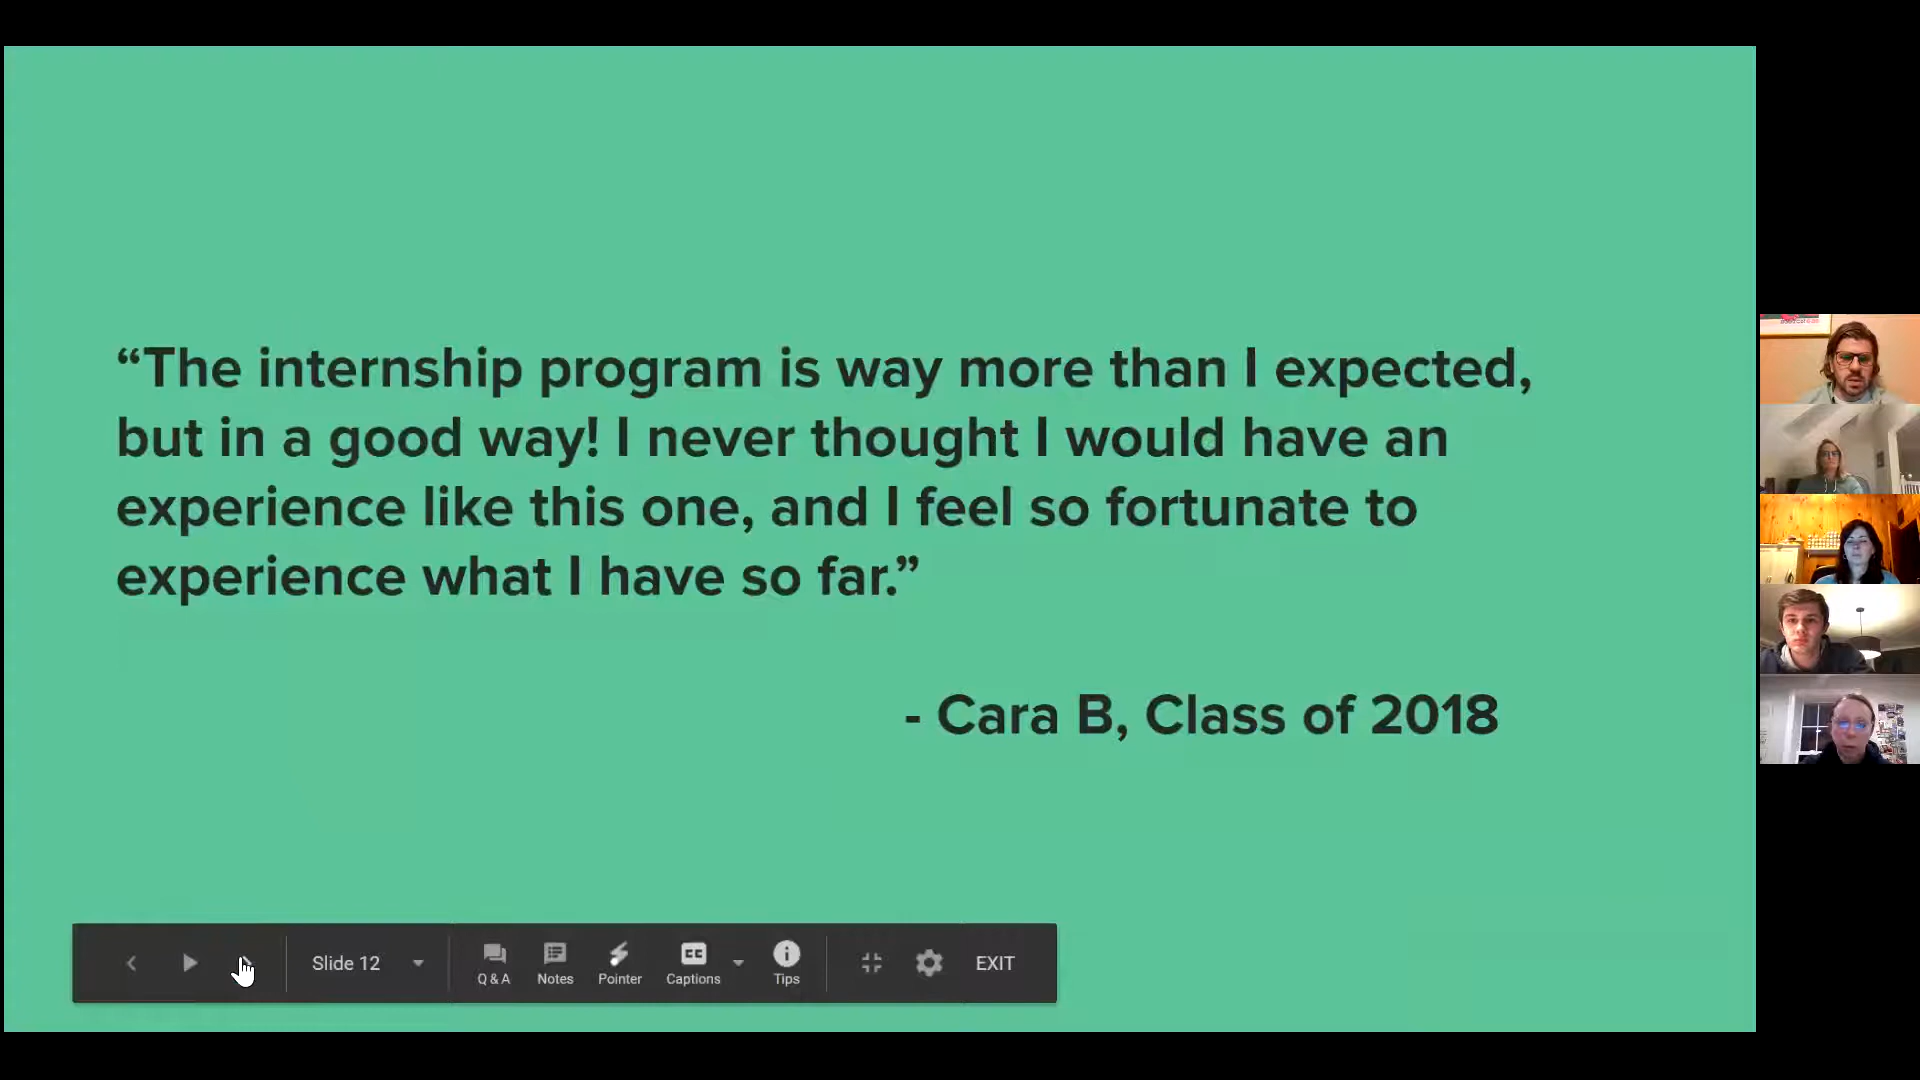 “The internship program is way more than I expected,
but in a good way! I never thought I would have an
experience like this one, and I feel so fortunate to
experience what I have so far.”
- Cara B, Class of 2018
Slide 12
Q & A
Notes
Pointer
CC
Captions
Tips
EXIT